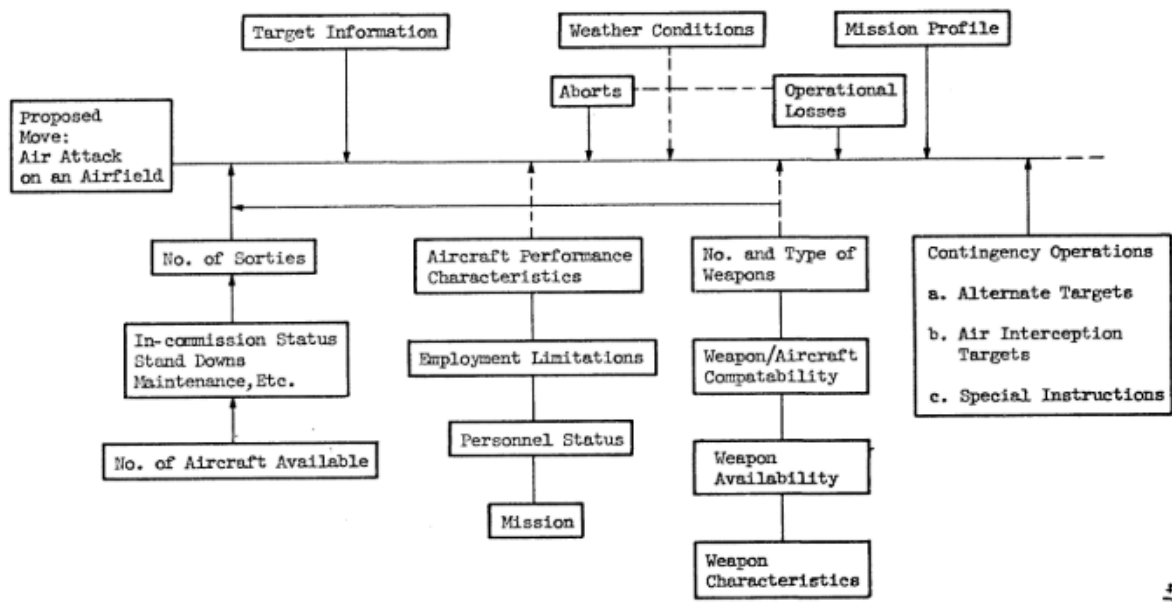 Target Information
Weather Conditions
Mission Profile
Aborts
Operational
Losses
Proposed
Move:
Air Attack
on an Airfield
No. of Sorties
Aircraft Performance
Characteristics
No. and Type of
Weapons
Contingency Operations
a. Alternate Targets
b. Air Interception
Targets
c. Special Instructions
In-commission Status
Stand Downs
Maintenance, Etc.
Employment Limitations
Weapon/Aircraft
Compatability
No. of Aircraft Available
Personnel Status
Weapon
Availability
Mission
Weapon
Characteristics